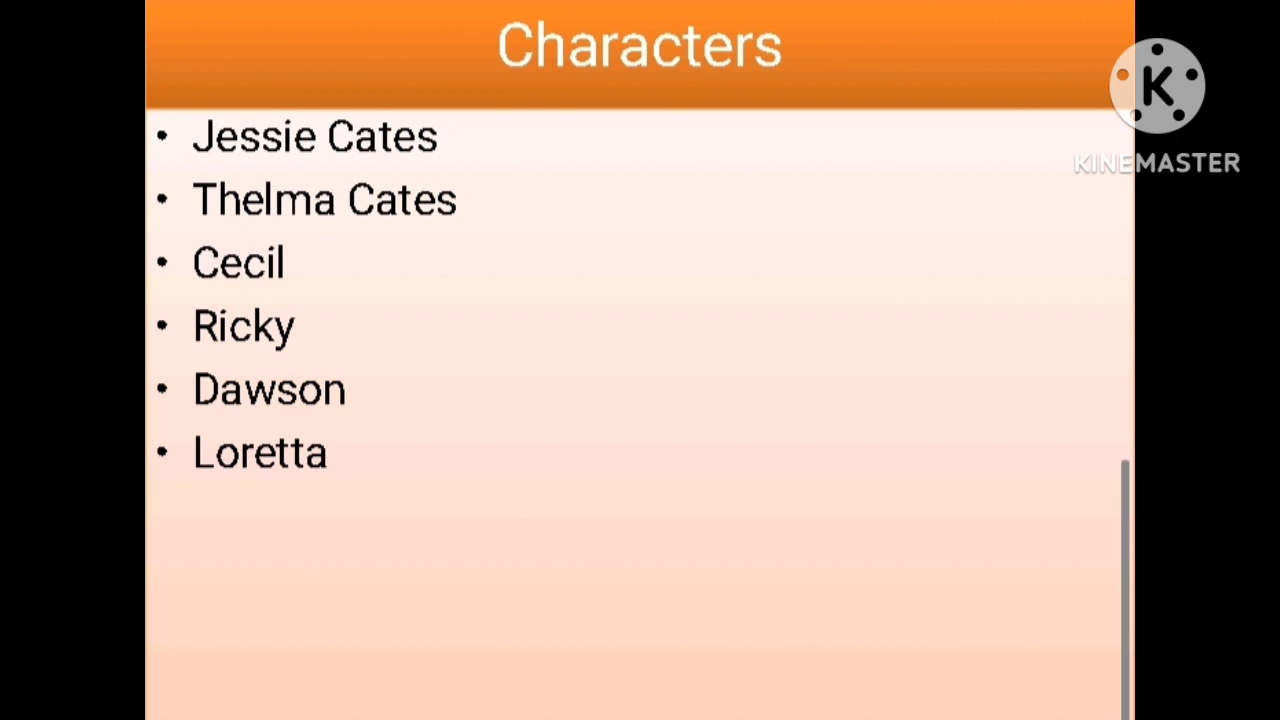 Characters
• Jessie Cates
• Thelma Cates
• Cecil
• Ricky
• Dawson
• Loretta
K
KINEMASTER